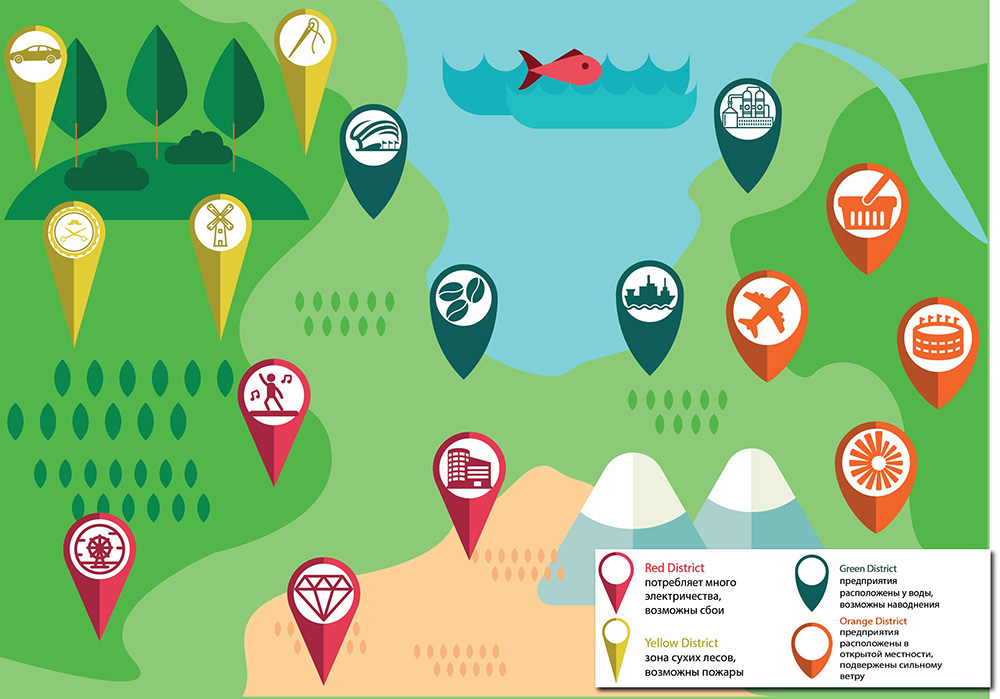 Red District
потребляет много
электричества,
возможны сбои
Yellow District
зона сухих лесов,
возможны пожары
Green District
предприятия
расположены у воды,
возможны наводнения
Orange District
предприятия
расположены в
открытой местности,
подвержены сильному
ветру